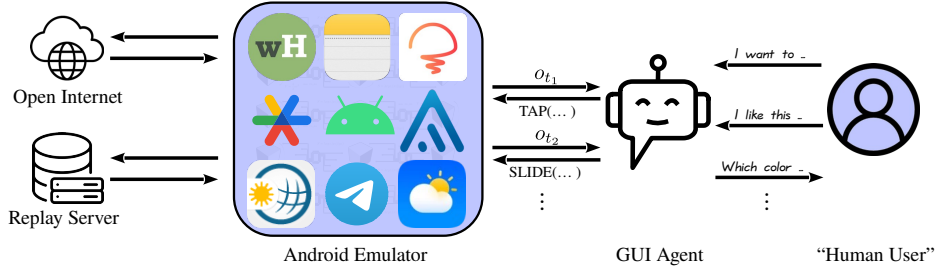 wH
Open Internet
Replay Server
Android Emulator
o_{t_1}
TAP(… )
o_{t_2}
SLIDE(… )
⋮
GUI Agent
I want to _
I like this _
Which color _
⋮
“Human User”